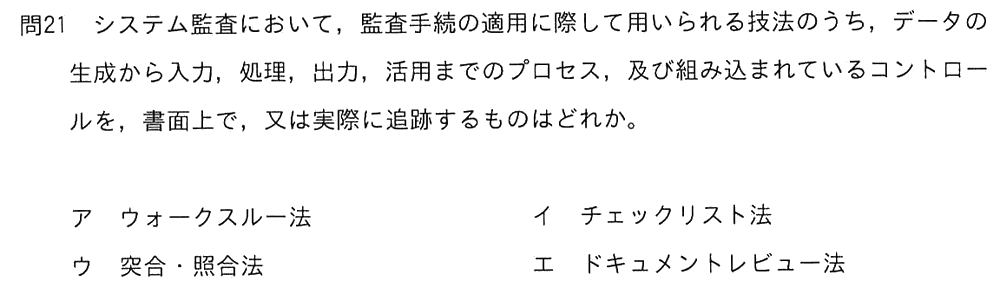 問21　システム監査において，監査手続の適用に際して用いられる技法のうち，データの
生成から入力，処理，出力，活用までのプロセス，及び組み込まれているコントロー
ルを，書面上で，又は実際に追跡するものはどれか。
ア　ウォークスルー法　イ　チェックリスト法
ウ　突合・照合法　エ　ドキュメントレビュー法